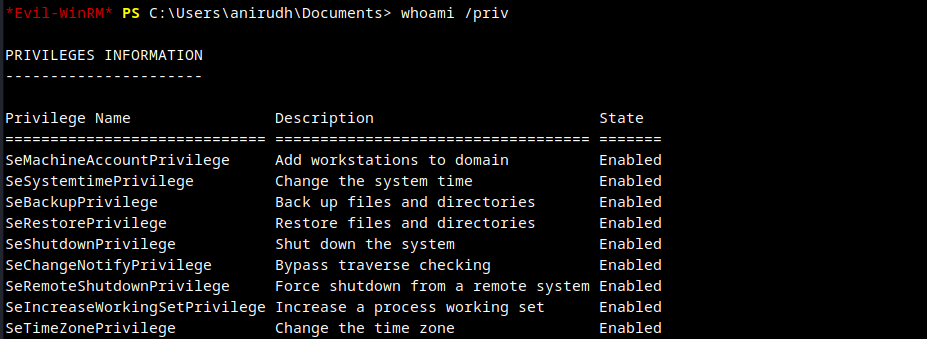 *Evil-WinRM* PS C:\Users\anirudh\Documents> whoami /priv
PRIVILEGES INFORMATION
----------------------
Privilege Name                Description                         State
============================= =================================== =======
SeMachineAccountPrivilege     Add workstations to domain          Enabled
SeSystemtimePrivilege         Change the system time              Enabled
SeBackupPrivilege             Back up files and directories       Enabled
SeRestorePrivilege            Restore files and directories       Enabled
SeShutdownPrivilege           Shut down the system                Enabled
SeChangeNotifyPrivilege       Bypass traverse checking            Enabled
SeRemoteShutdownPrivilege     Force shutdown from a remote system Enabled
SeIncreaseWorkingSetPrivilege Increase a process working set      Enabled
SeTimeZonePrivilege           Change the time zone                Enabled